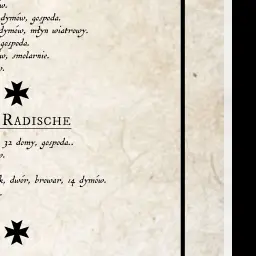 w.
dymów, gospoda.
dymów, młyn wiatrowy.
gospoda.
w, smolarnie.
w.
RADISCHE
32 domy, gospoda..
w.
k, dwór, browar, 14 dymów.